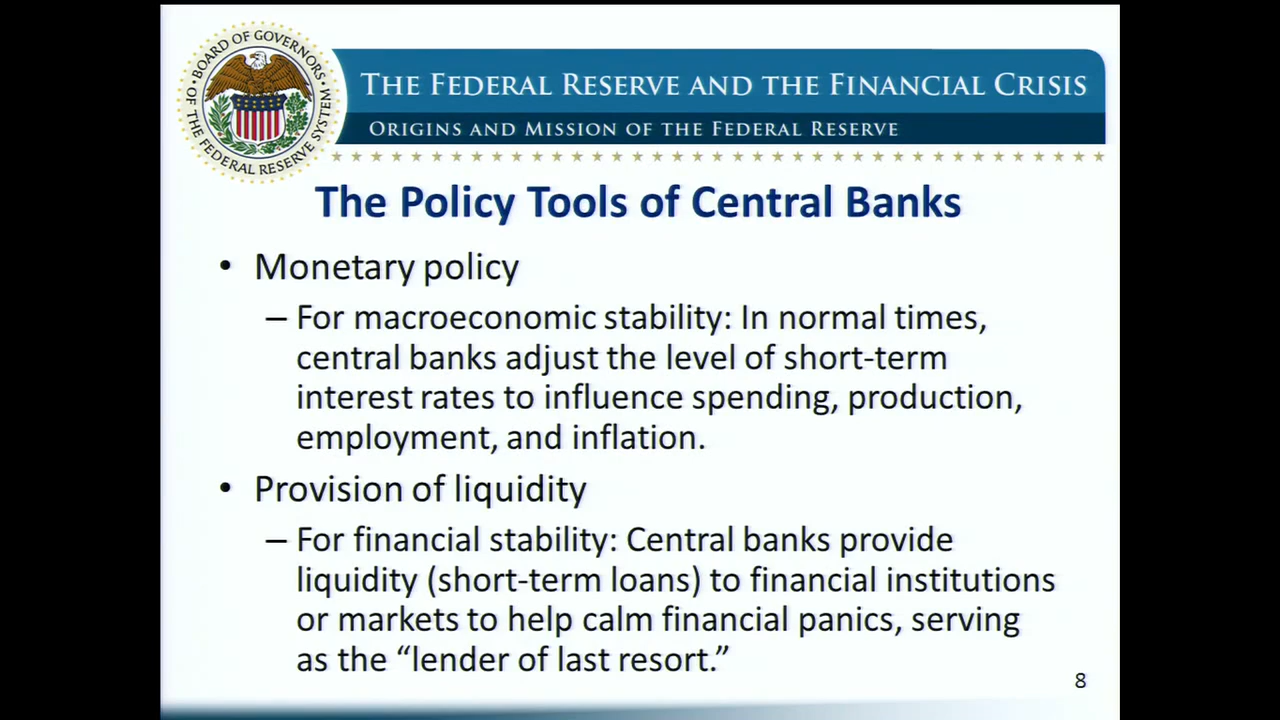 BOARD OF GOVERNORS
OF THE FEDERAL RESERVE SYSTEM
THE FEDERAL RESERVE AND THE FINANCIAL CRISIS
ORIGINS AND MISSION OF THE FEDERAL RESERVE
The Policy Tools of Central Banks
• Monetary policy
– For macroeconomic stability: In normal times,
central banks adjust the level of short-term
interest rates to influence spending, production,
employment, and inflation.
• Provision of liquidity
– For financial stability: Central banks provide
liquidity (short-term loans) to financial institutions
or markets to help calm financial panics, serving
as the “lender of last resort.”
8